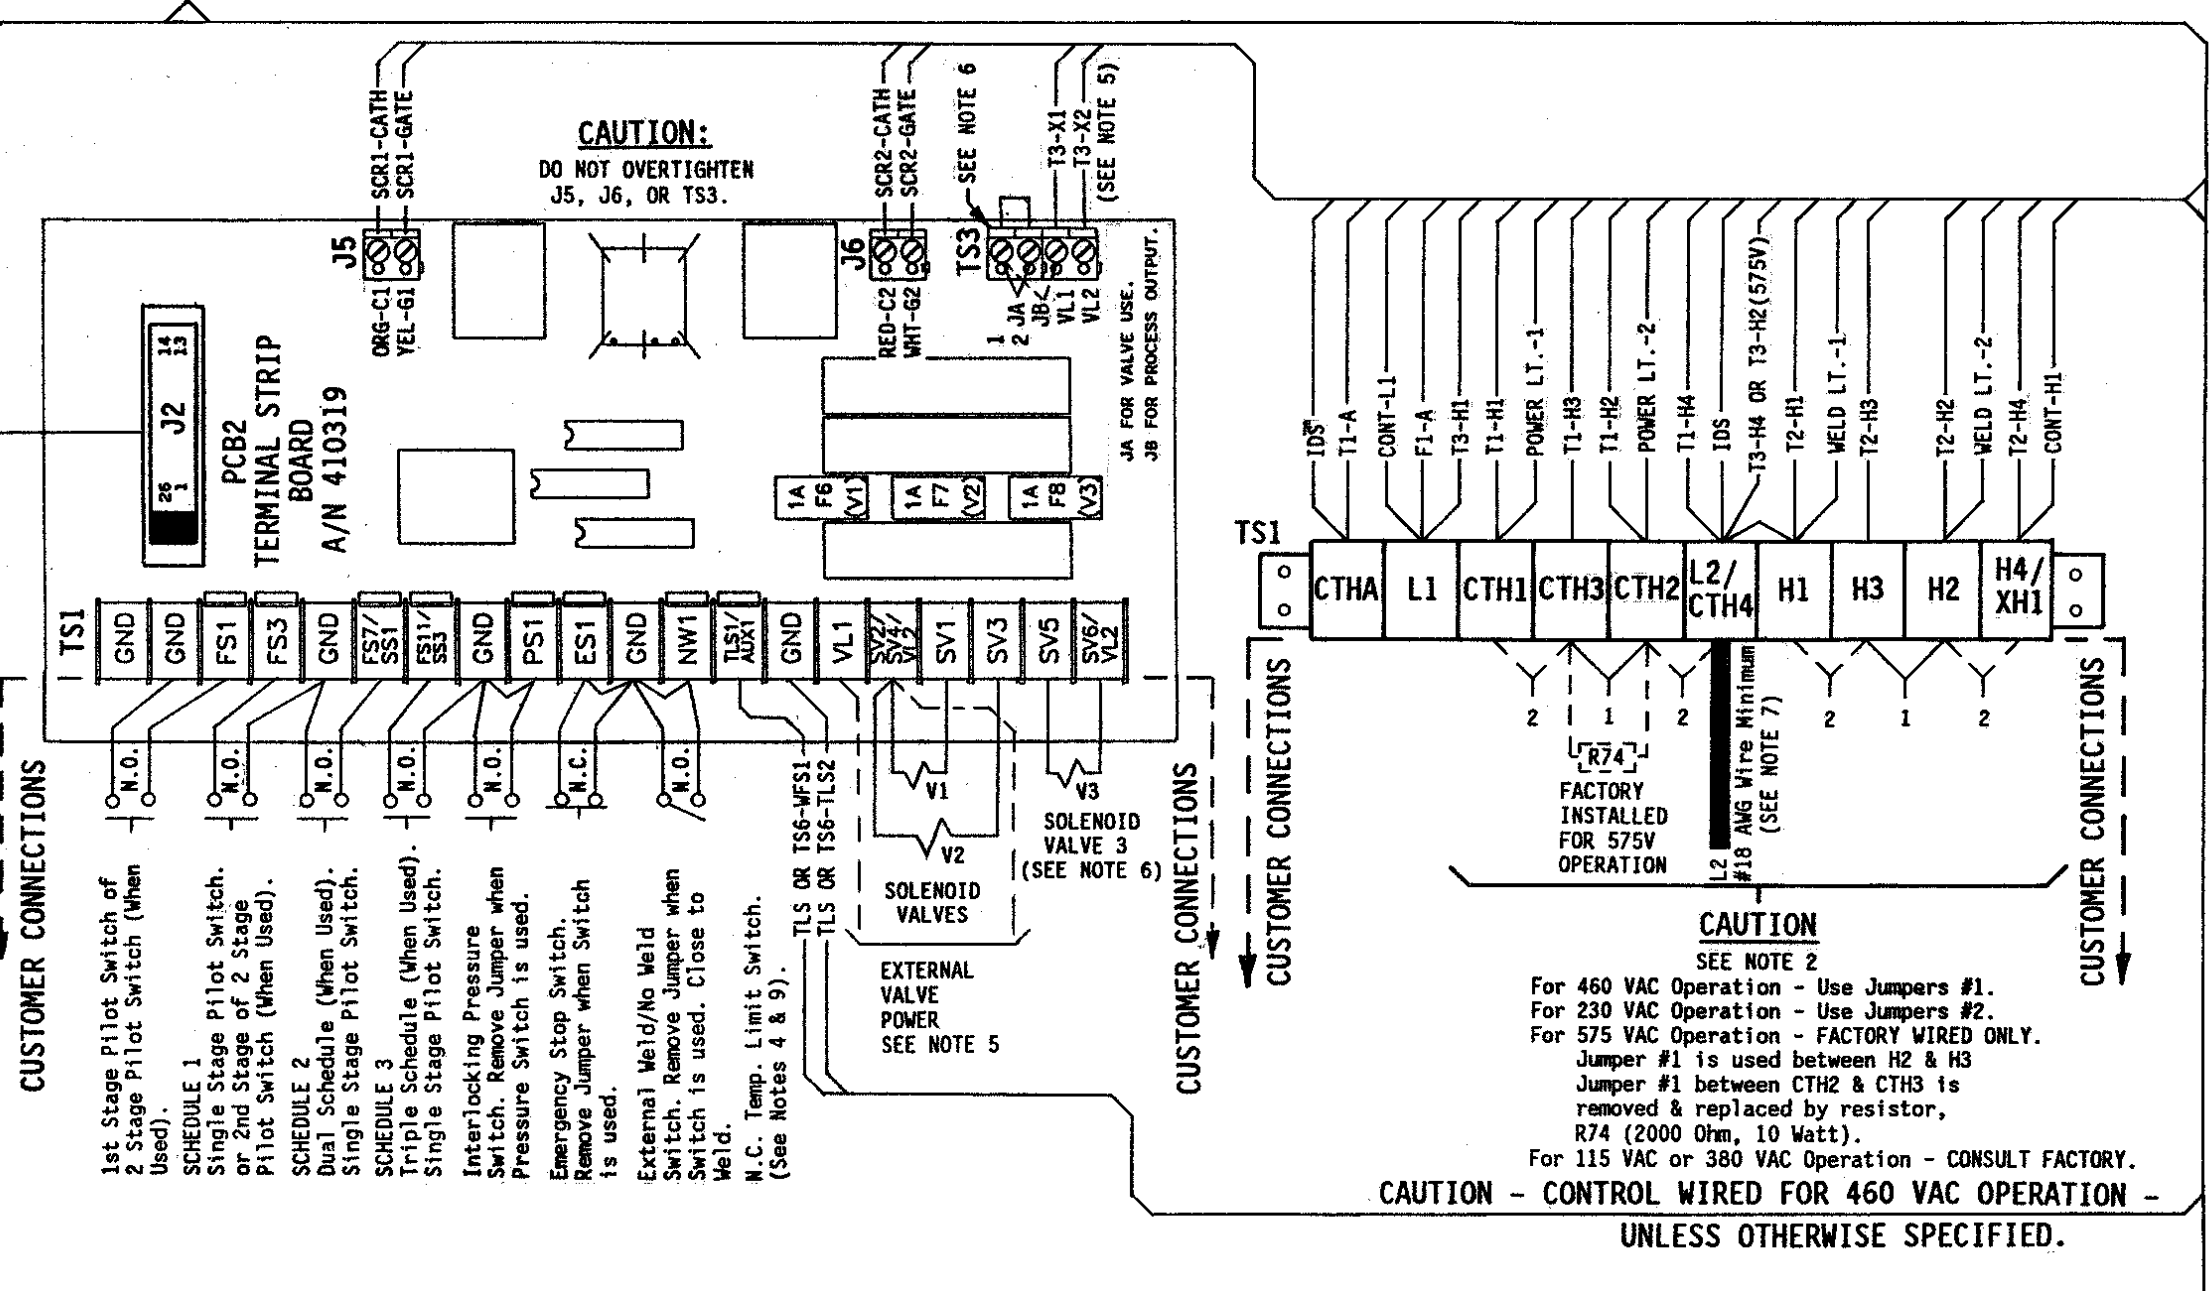 SCR1-CATH
SCR1-GATE
CAUTION:
DO NOT OVERTIGHTEN
J5, J6, OR TS3.
SCR2-CATH
SCR2-GATE
SEE NOTE 6
T3-X1
T3-X2
(SEE NOTE 5)
J5
ORG-C1
YEL-G1
J6
RED-C2
WHT-G2
TS3
1
2
JA
JB
VL1
VL2
JA FOR VALVE USE.
JB FOR PROCESS OUTPUT.
14
13
J2
26
1
PCB2
TERMINAL STRIP
BOARD
A/N 410319
1A
F6
(V1)
1A
F7
(V2)
1A
F8
(V3)
TS1
GND
GND
FS1
FS3
GND
FS7/
SS1
FS11/
SS3
GND
PS1
ES1
GND
NW1
TLS1/
AUX1
GND
VL1
SV2/
SV4/
VL2
SV1
SV3
SV5
SV6/
VL2
CUSTOMER CONNECTIONS
N.O.
N.O.
N.O.
N.O.
N.O.
N.C.
N.O.
1st Stage Pilot Switch of
2 Stage Pilot Switch (When
Used).
SCHEDULE 1
Single Stage Pilot Switch.
or 2nd Stage of 2 Stage
Pilot Switch (When Used).
SCHEDULE 2
Dual Schedule (When Used).
Single Stage Pilot Switch.
SCHEDULE 3
Triple Schedule (When Used).
Single Stage Pilot Switch.
Interlocking Pressure
Switch. Remove Jumper when
Pressure Switch is used.
Emergency Stop Switch.
Remove Jumper when Switch
is used.
External Weld/No Weld
Switch. Remove Jumper when
Switch is used. Close to
Weld.
N.C. Temp. Limit Switch.
(See Notes 4 & 9).
TLS OR TS6-WFS1
TLS OR TS6-TLS2
V1
V2
SOLENOID
VALVES
EXTERNAL
VALVE
POWER
SEE NOTE 5
V3
SOLENOID
VALVE 3
(SEE NOTE 6)
CUSTOMER CONNECTIONS
IDS
T1-A
CONT-L1
F1-A
T3-H1
T1-H1
POWER LT.-1
T1-H3
T1-H2
POWER LT.-2
T1-H4
IDS
T3-H4 OR T3-H2(575V)
T2-H1
WELD LT.-1
T2-H3
T2-H2
WELD LT.-2
T2-H4
CONT-H1
TS1
CTHA
L1
CTH1
CTH3
CTH2
L2/
CTH4
H1
H3
H2
H4/
XH1
CUSTOMER CONNECTIONS
2
1
2
2
1
2
R74
FACTORY
INSTALLED
FOR 575V
OPERATION
L2
#18 AWG Wire Minimum
(SEE NOTE 7)
CUSTOMER CONNECTIONS
CAUTION
SEE NOTE 2
For 460 VAC Operation - Use Jumpers #1.
For 230 VAC Operation - Use Jumpers #2.
For 575 VAC Operation - FACTORY WIRED ONLY.
Jumper #1 is used between H2 & H3
Jumper #1 between CTH2 & CTH3 is
removed & replaced by resistor,
R74 (2000 Ohm, 10 Watt).
For 115 VAC or 380 VAC Operation - CONSULT FACTORY.
CAUTION - CONTROL WIRED FOR 460 VAC OPERATION -
UNLESS OTHERWISE SPECIFIED.